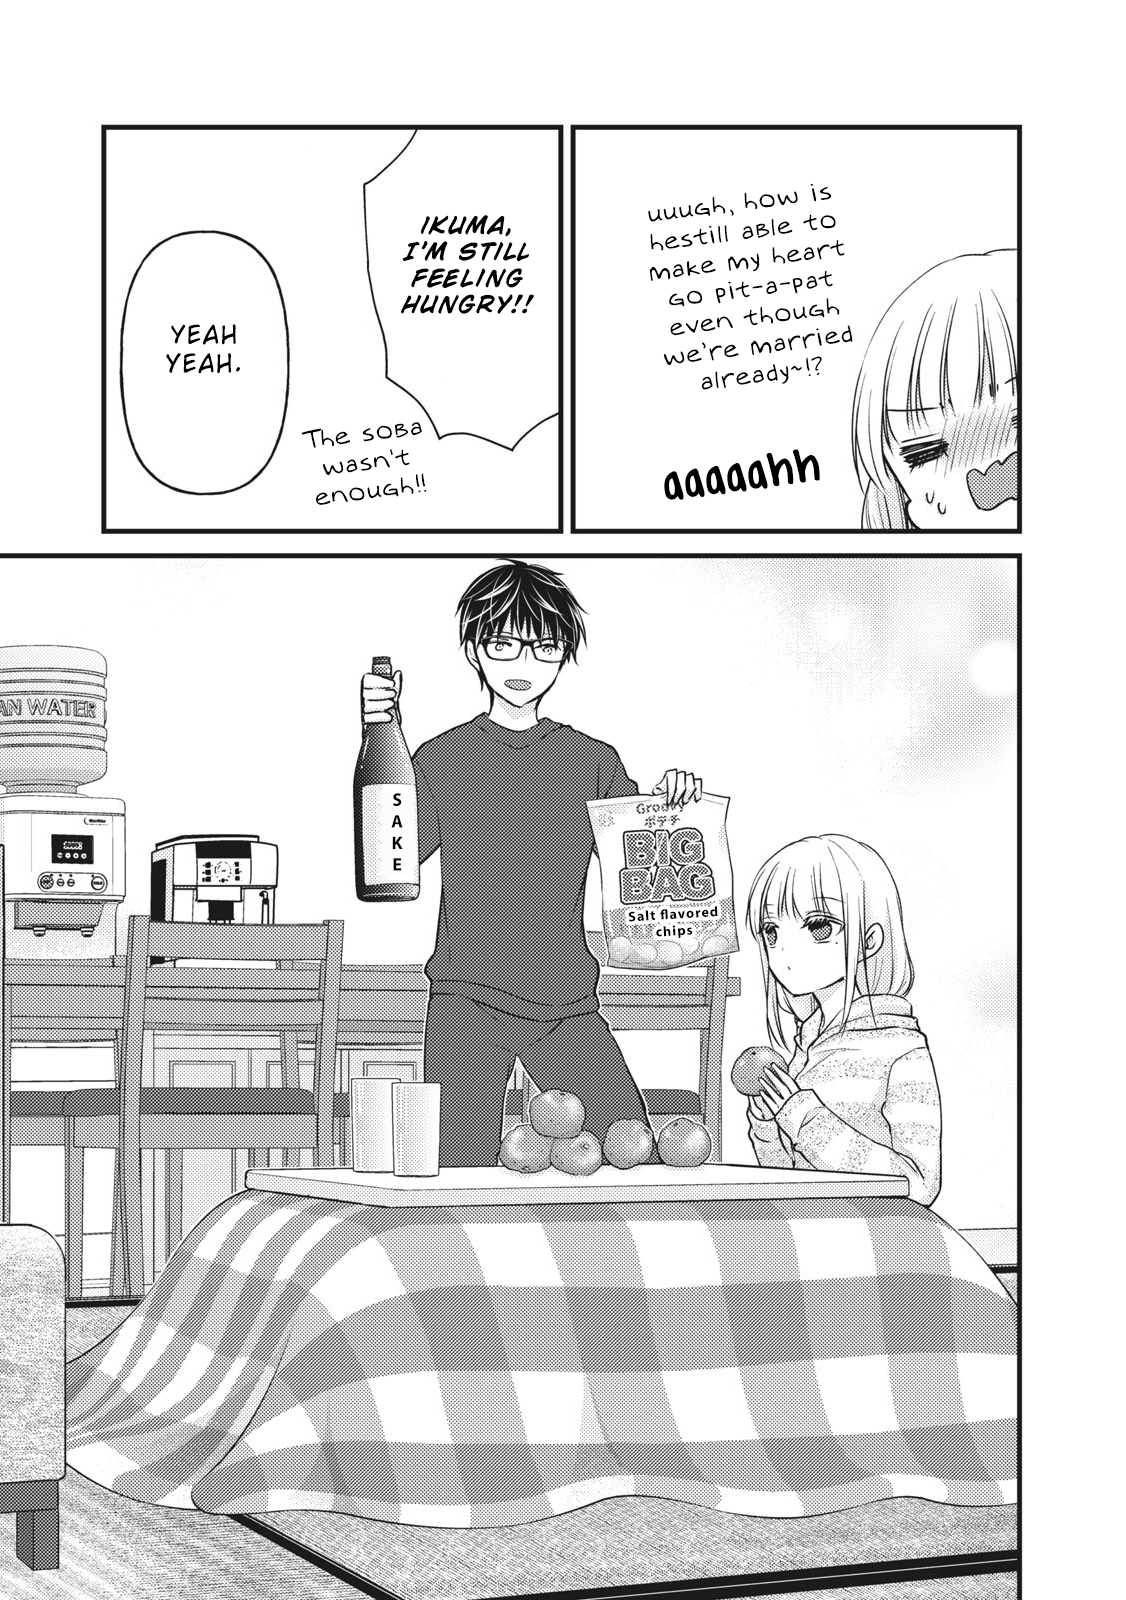 uuugh, how is
hestill able to
make my heart
go pit-a-pat
even though
we're married
already~!?
aaaaahh
IKUMA,
I'M STILL
FEELING
HUNGRY!!
The soba
wasn't
enough!!
YEAH
YEAH.
AN WATER
SAKE
Groovy
ポテチ
BIG
BAG
Salt flavored
chips